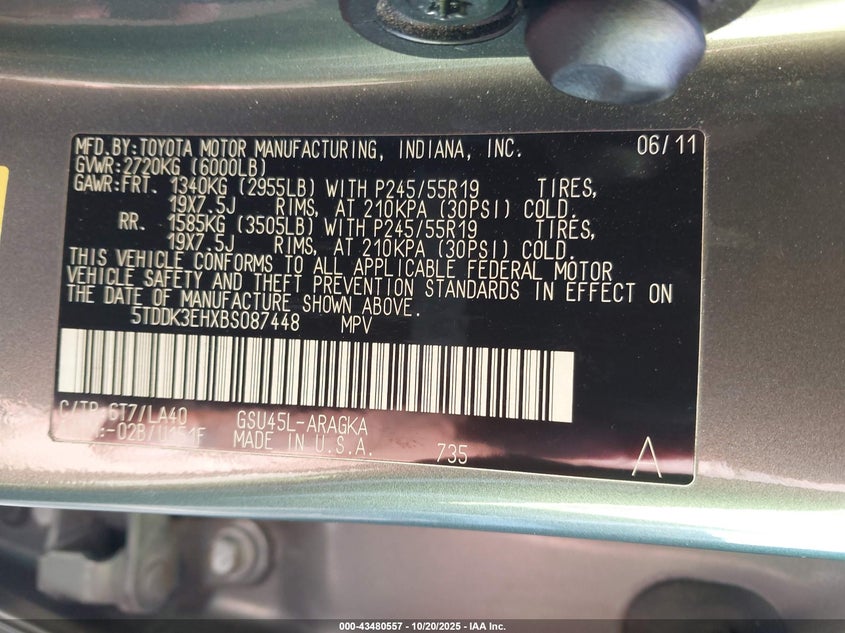 MFD.BY:TOYOTA MOTOR MANUFACTURING, INDIANA, INC. 06/11
GVWR:2720KG (6000LB)
GAWR:FRT. 1340KG (2955LB) WITH P245/55R19 TIRES,
19X7.5J RIMS, AT 210KPA (30PSI) COLD.
RR. 1585KG (3505LB) WITH P245/55R19 TIRES,
19X7.5J RIMS, AT 210KPA (30PSI) COLD.
THIS VEHICLE CONFORMS TO ALL APPLICABLE FEDERAL MOTOR
VEHICLE SAFETY AND THEFT PREVENTION STANDARDS IN EFFECT ON
THE DATE OF MANUFACTURE SHOWN ABOVE.
5TDDK3EHXBS087448 MPV
C/TR:6T7/LA40 GSU45L-ARAGKA
-02B/U151F MADE IN U.S.A. 735
000-43480557 - 10/20/2025 - IAA Inc.